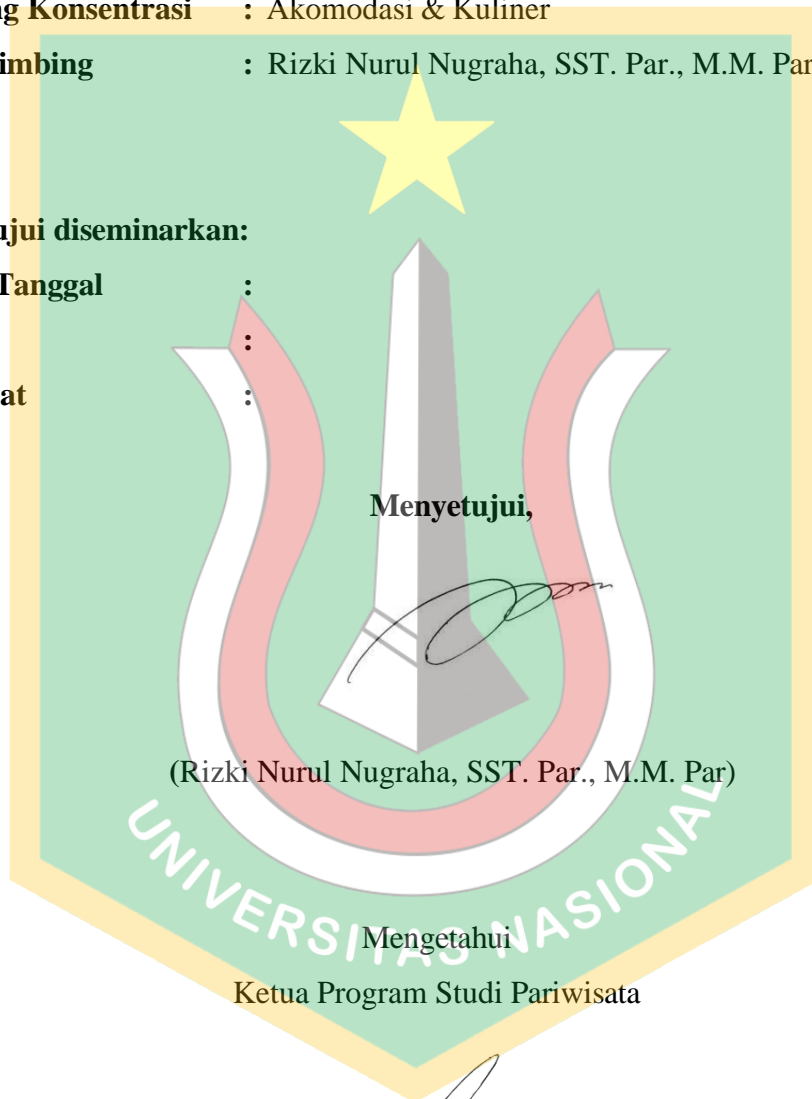 ng Konsentrasi : Akomodasi & Kuliner
imbing : Rizki Nurul Nugraha, SST. Par., M.M. Par
ujui diseminarkan:
Tanggal :
:
at :
Menyetujui,
(Rizki Nurul Nugraha, SST. Par., M.M. Par)
UNIVERSITAS NASIONAL
Mengetahui
Ketua Program Studi Pariwisata